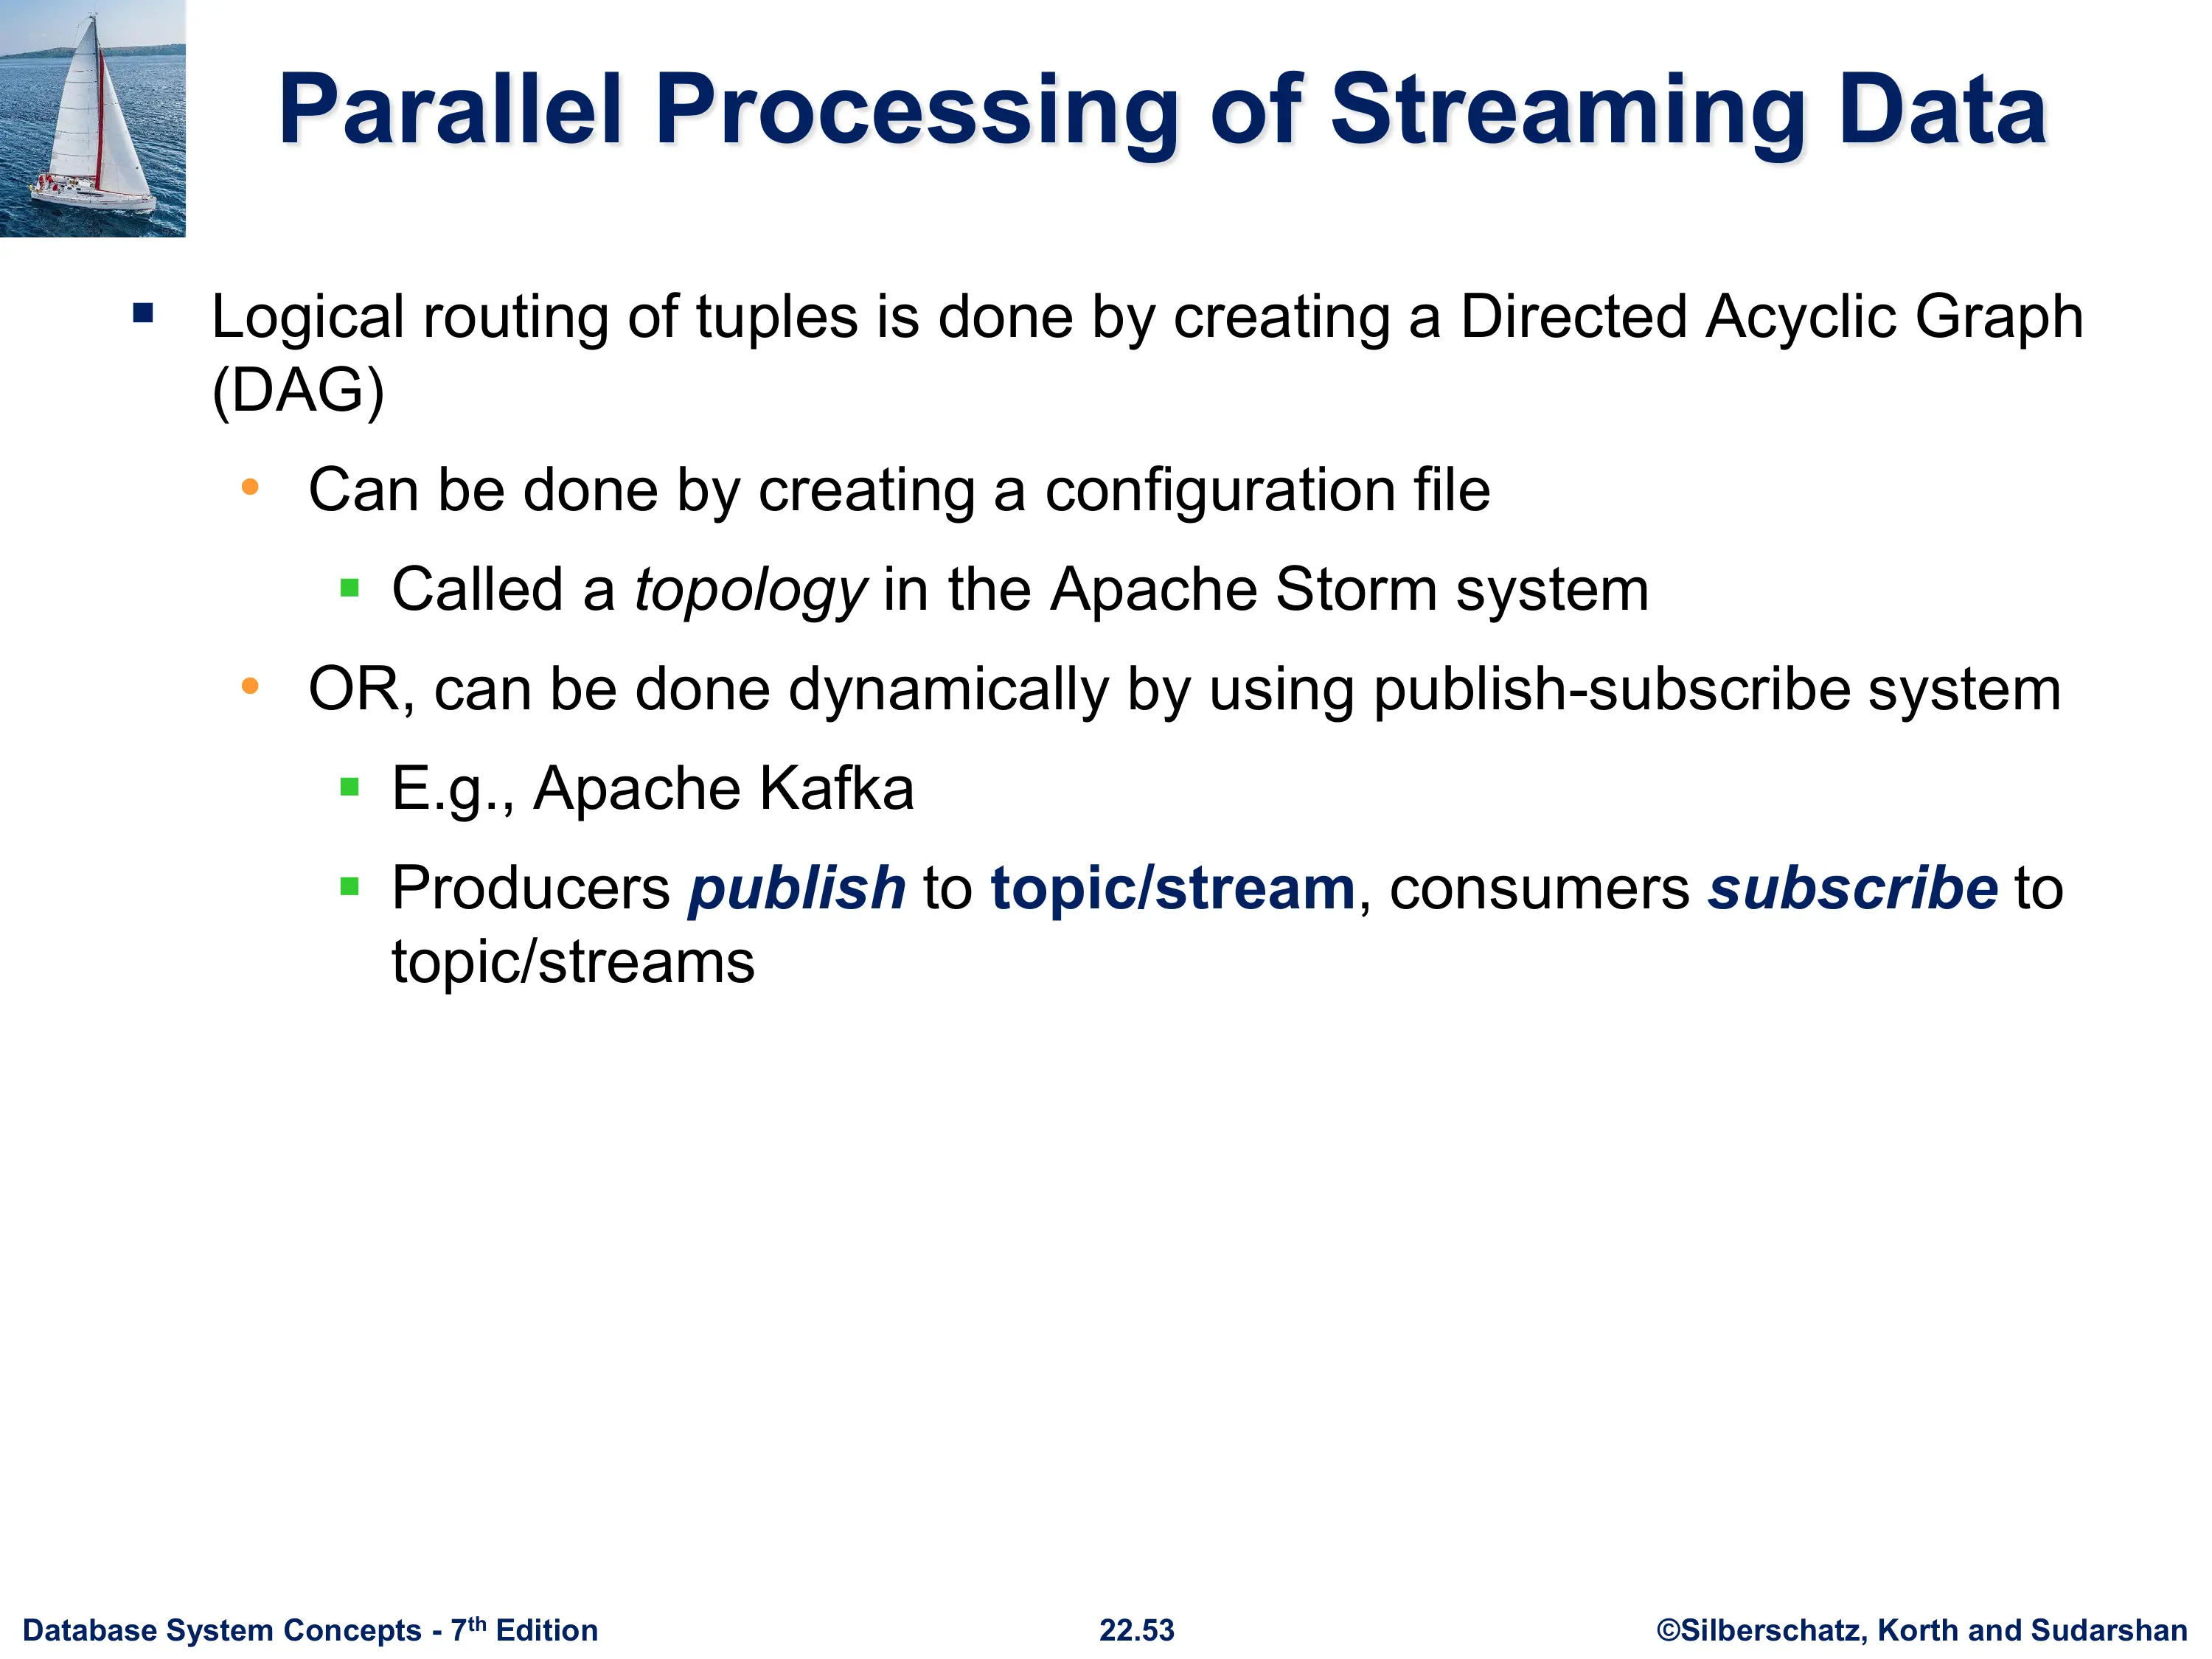 Parallel Processing of Streaming Data
▪ Logical routing of tuples is done by creating a Directed Acyclic Graph
(DAG)
• Can be done by creating a configuration file
▪ Called a topology in the Apache Storm system
• OR, can be done dynamically by using publish-subscribe system
▪ E.g., Apache Kafka
▪ Producers publish to topic/stream, consumers subscribe to
topic/streams
Database System Concepts - 7th Edition
22.53
©Silberschatz, Korth and Sudarshan